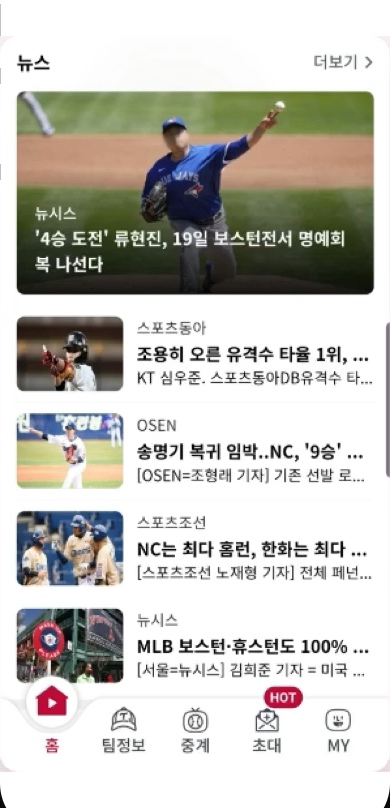 뉴스
더보기 >
뉴시스
'4승 도전' 류현진, 19일 보스턴전서 명예회
복 나선다
스포츠동아
조용히 오른 유격수 타율 1위, ...
KT 심우준. 스포츠동아DB유격수 타...
OSEN
송명기 복귀 임박..NC, '9승' ...
[OSEN=조형래 기자] 기존 선발 로...
스포츠조선
NC는 최다 홈런, 한화는 최다 ...
[스포츠조선 노재형 기자] 전체 페넌...
뉴시스
MLB 보스턴·휴스턴도 100% ...
[서울=뉴시스] 김희준 기자 = 미국 ...
HOT
홈
팀정보
중계
초대
MY